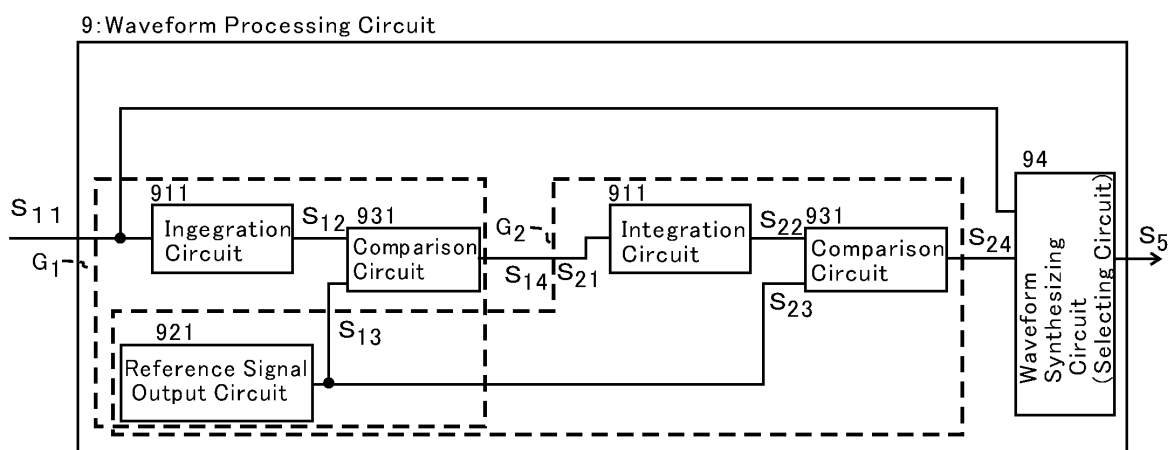 9:Waveform Processing Circuit
S11
G1
911
Ingegration
Circuit
S12
931
Comparison
Circuit
S14
S13
921
Reference Signal
Output Circuit
G2
S21
911
Integration
Circuit
S22
931
Comparison
Circuit
S23
S24
94
Waveform
Synthesizing
Circuit
(Selecting Circuit)
S5